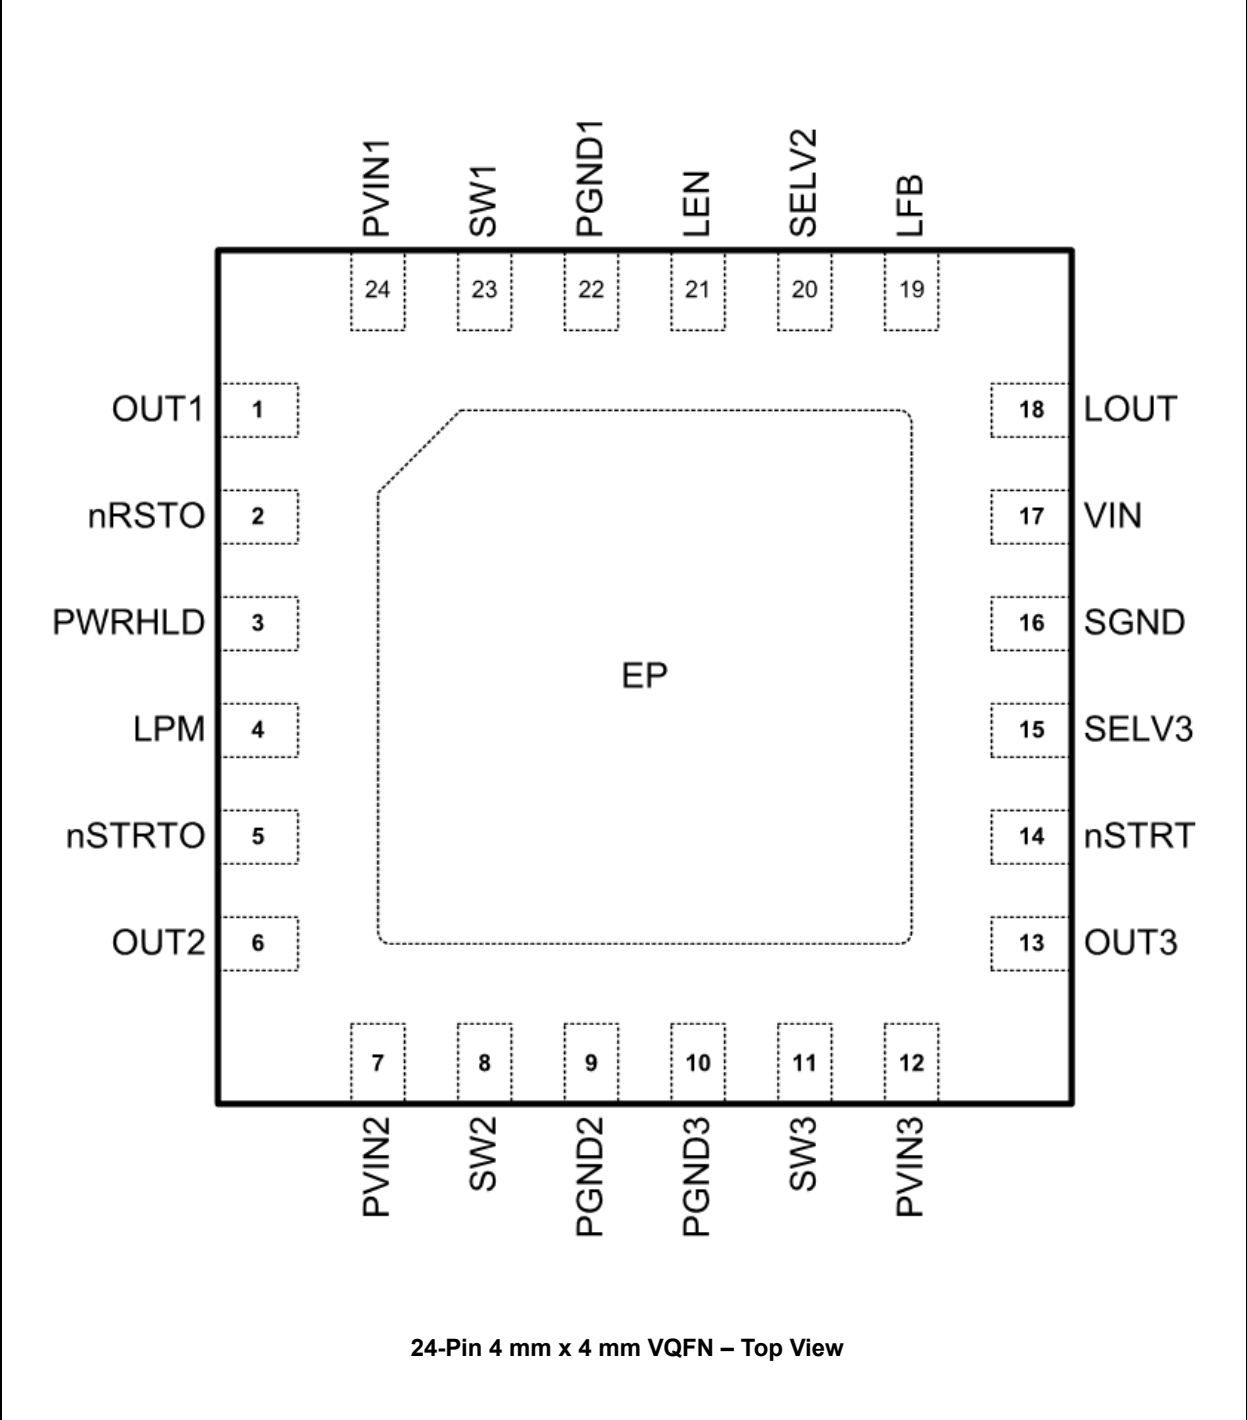 PVIN1
SW1
PGND1
LEN
SELV2
LFB
24
23
22
21
20
19
OUT1
1
18
LOUT
nRSTO
2
17
VIN
PWRHLD
3
16
SGND
EP
LPM
4
15
SELV3
nSTRTO
5
14
nSTRT
OUT2
6
13
OUT3
7
8
9
10
11
12
PVIN2
SW2
PGND2
PGND3
SW3
PVIN3
24-Pin 4 mm x 4 mm VQFN – Top View